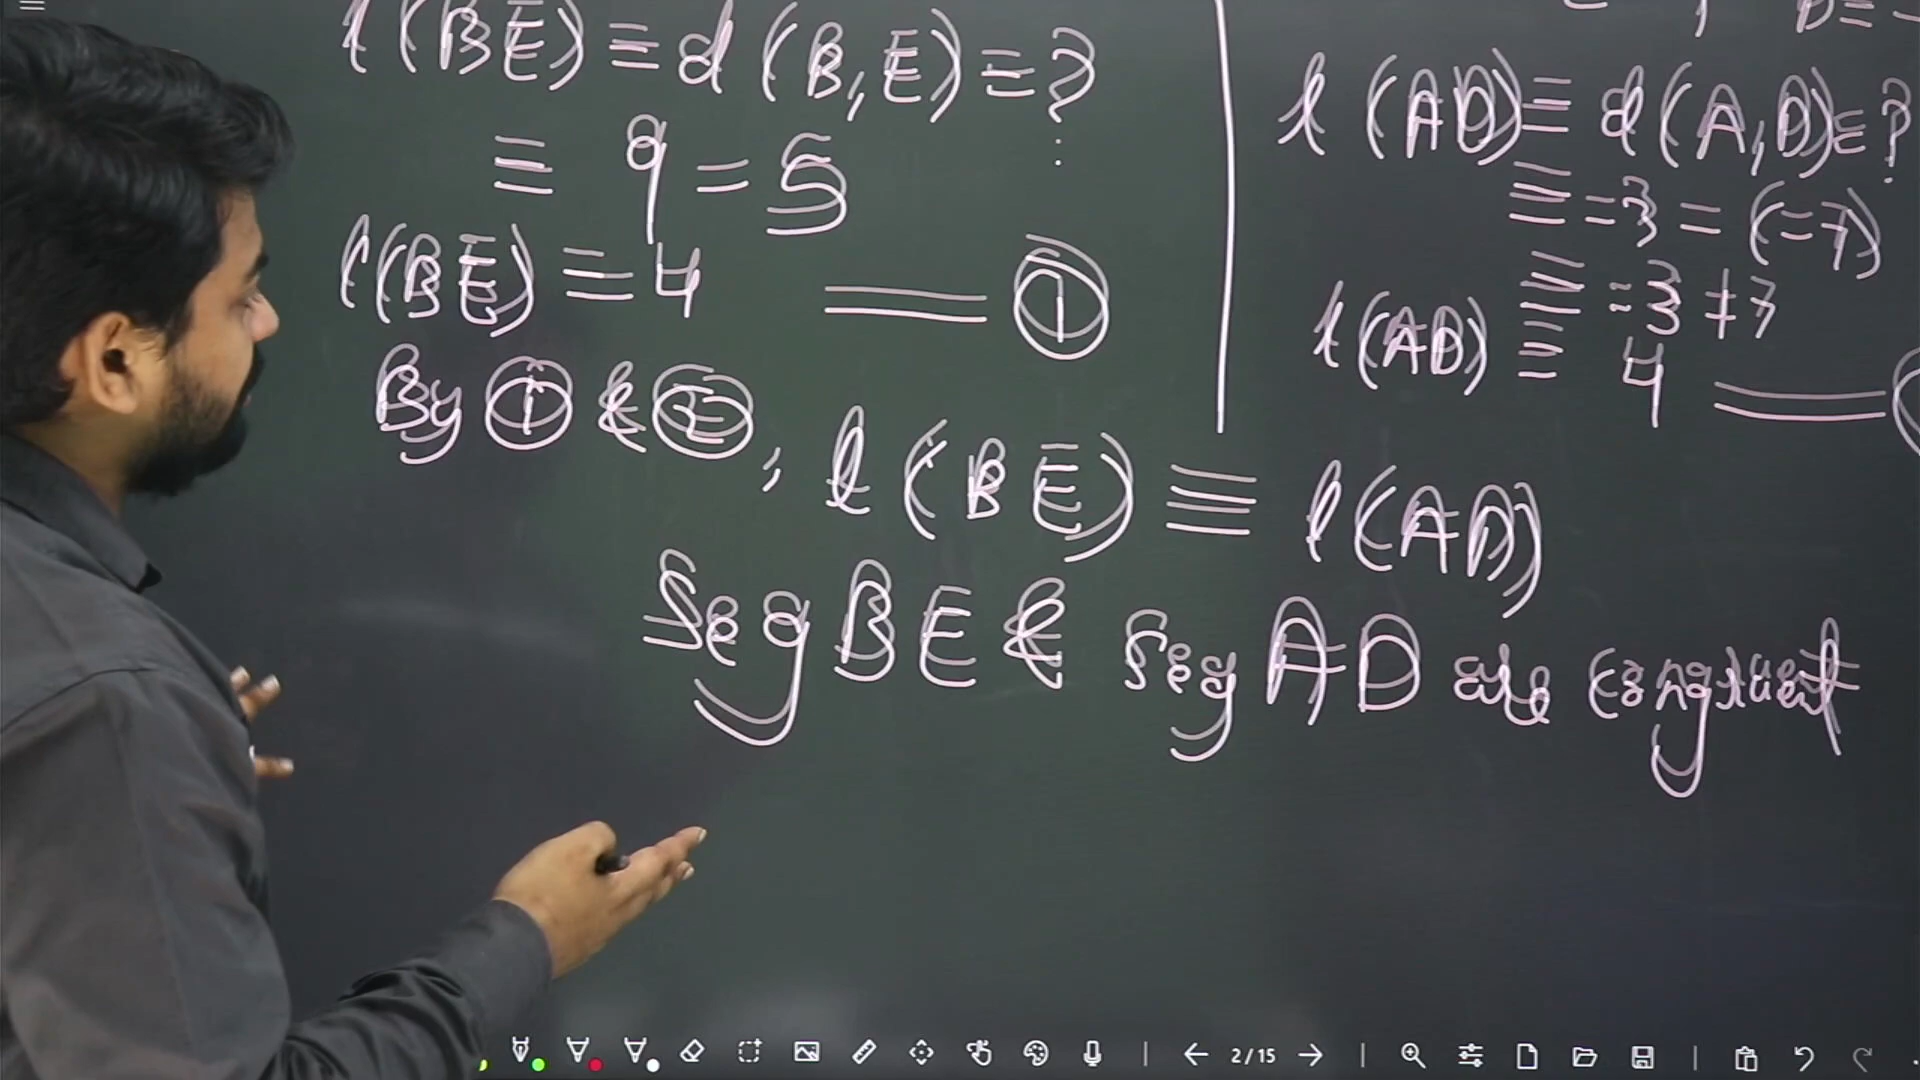 l(BE) = d(B,E) = ?
= 9 - 5
l(BE) = 4 — ①
By ① & ②, l(BE) = l(AD)
Seg BE & seg AD are congruent
l(AD) = d(A,D) = ?
= -3 - (-7)
= -3 + 7
l(AD) = 4 —
2/15